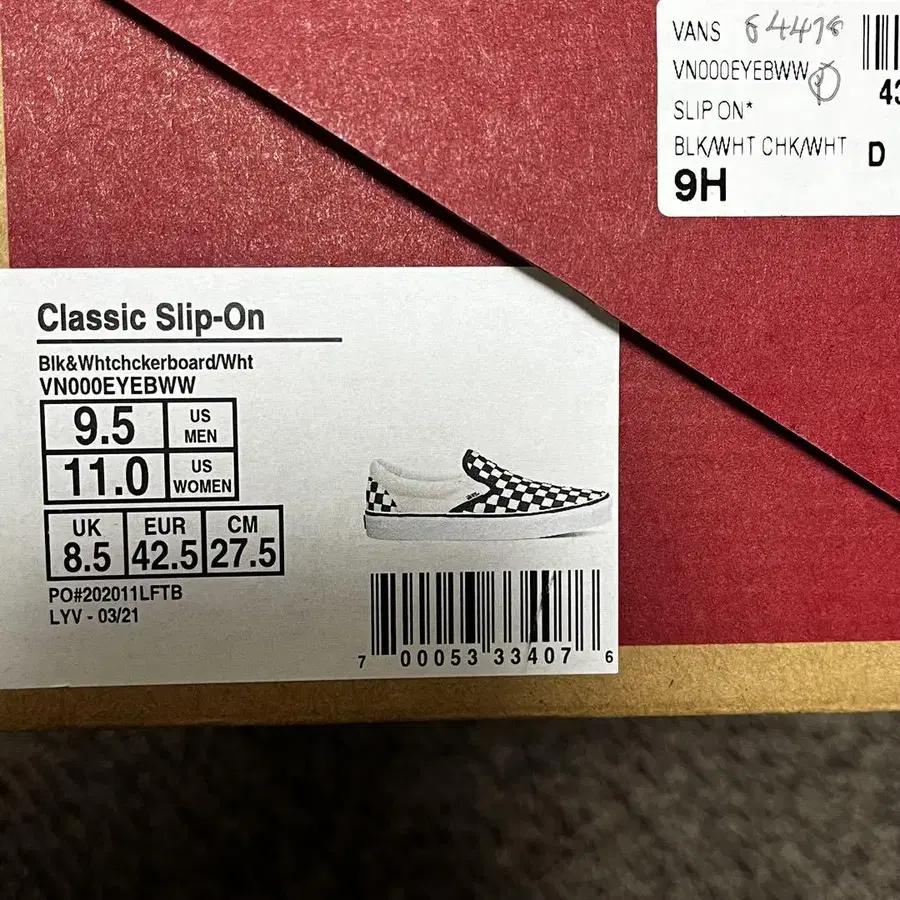 VANS 64478
VN000EYEBWW
SLIP ON*
BLK/WHT CHK/WHT
D
9H
Classic Slip-On
Blk&Whtchckerboard/Wht
VN000EYEBWW
9.5 US MEN
11.0 US WOMEN
UK EUR CM
8.5 42.5 27.5
PO#202011LFTB
LYV - 03/21
7 00053 33407 6